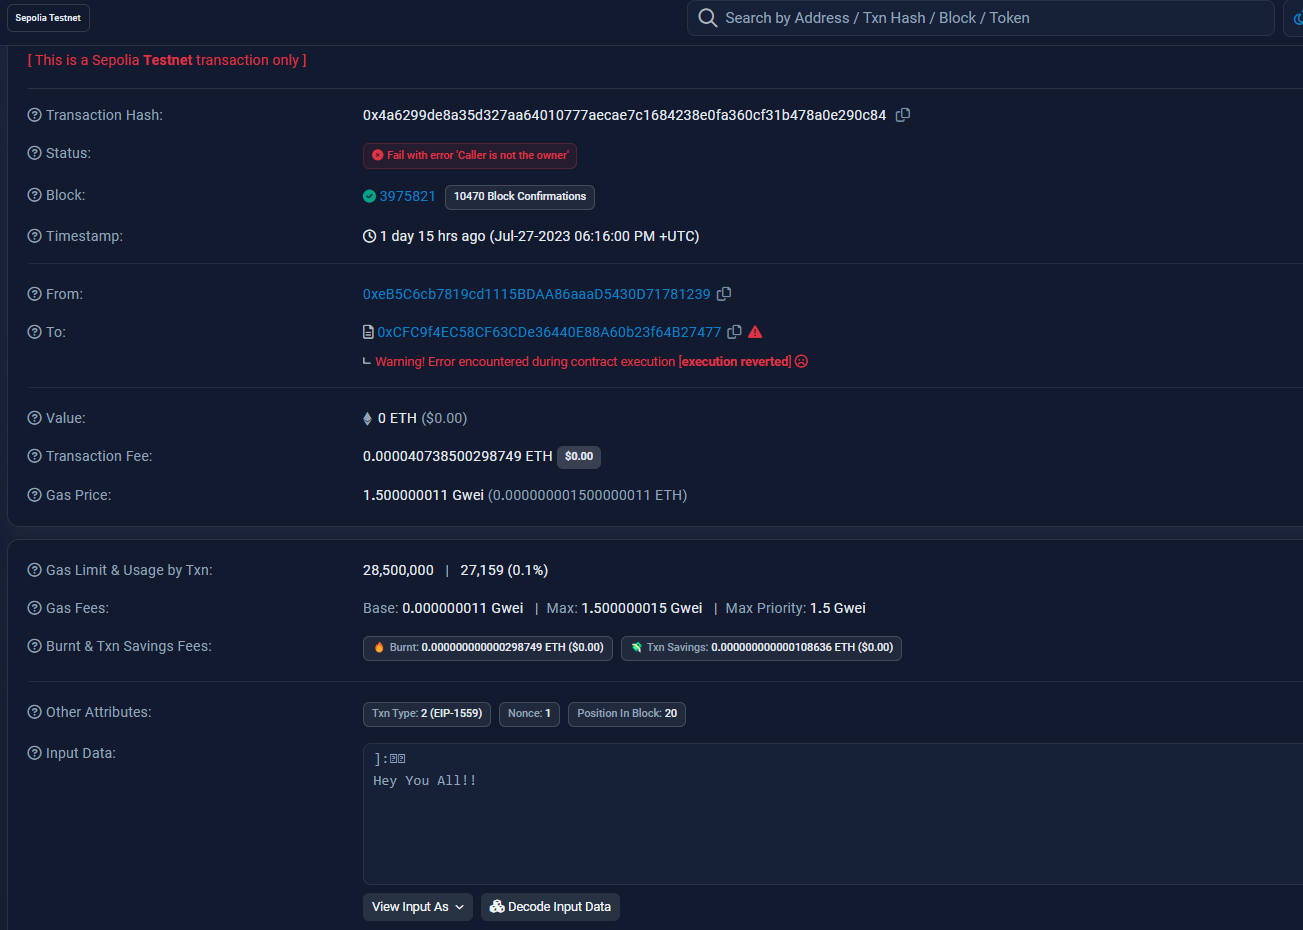 Sepolia Testnet
Search by Address / Txn Hash / Block / Token
[ This is a Sepolia Testnet transaction only ]
Transaction Hash: 0x4a6299de8a35d327aa64010777aecae7c1684238e0fa360cf31b478a0e290c84
Status: Fail with error 'Caller is not the owner'
Block: 3975821 10470 Block Confirmations
Timestamp: 1 day 15 hrs ago (Jul-27-2023 06:16:00 PM +UTC)
From: 0xeB5C6cb7819cd1115BDAA86aaaD5430D71781239
To: 0xCFC9f4EC58CF63CDe36440E88A60b23f64B27477
Warning! Error encountered during contract execution [execution reverted]
Value: 0 ETH ($0.00)
Transaction Fee: 0.000040738500298749 ETH $0.00
Gas Price: 1.500000011 Gwei (0.000000001500000011 ETH)
Gas Limit & Usage by Txn: 28,500,000 | 27,159 (0.1%)
Gas Fees: Base: 0.000000011 Gwei | Max: 1.500000015 Gwei | Max Priority: 1.5 Gwei
Burnt & Txn Savings Fees: Burnt: 0.000000000000298749 ETH ($0.00) Txn Savings: 0.000000000000108636 ETH ($0.00)
Other Attributes: Txn Type: 2 (EIP-1559) Nonce: 1 Position In Block: 20
Input Data: ]:
Hey You All!!
View Input As Decode Input Data